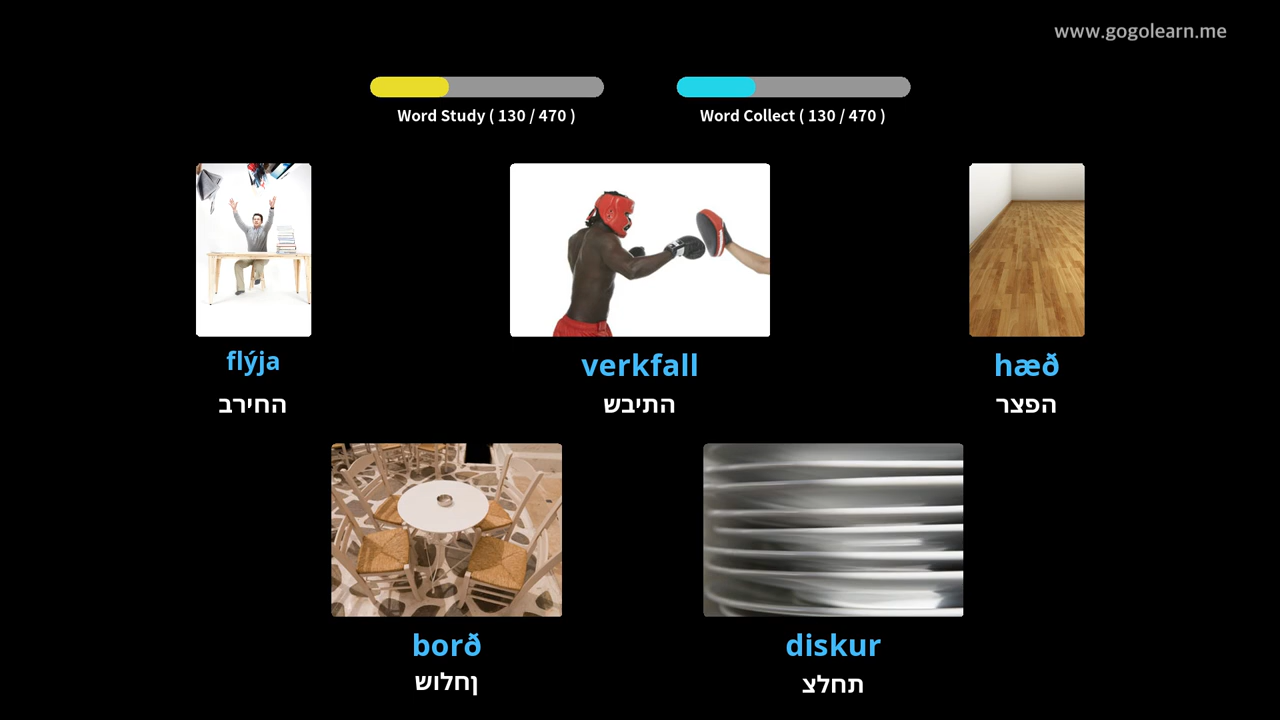 www.gogolearn.me
Word Study ( 130 / 470 )
Word Collect ( 130 / 470 )
flýja
החירב
verkfall
התיבש
hæð
הפצר
borð
ןחלוש
diskur
תחלצ